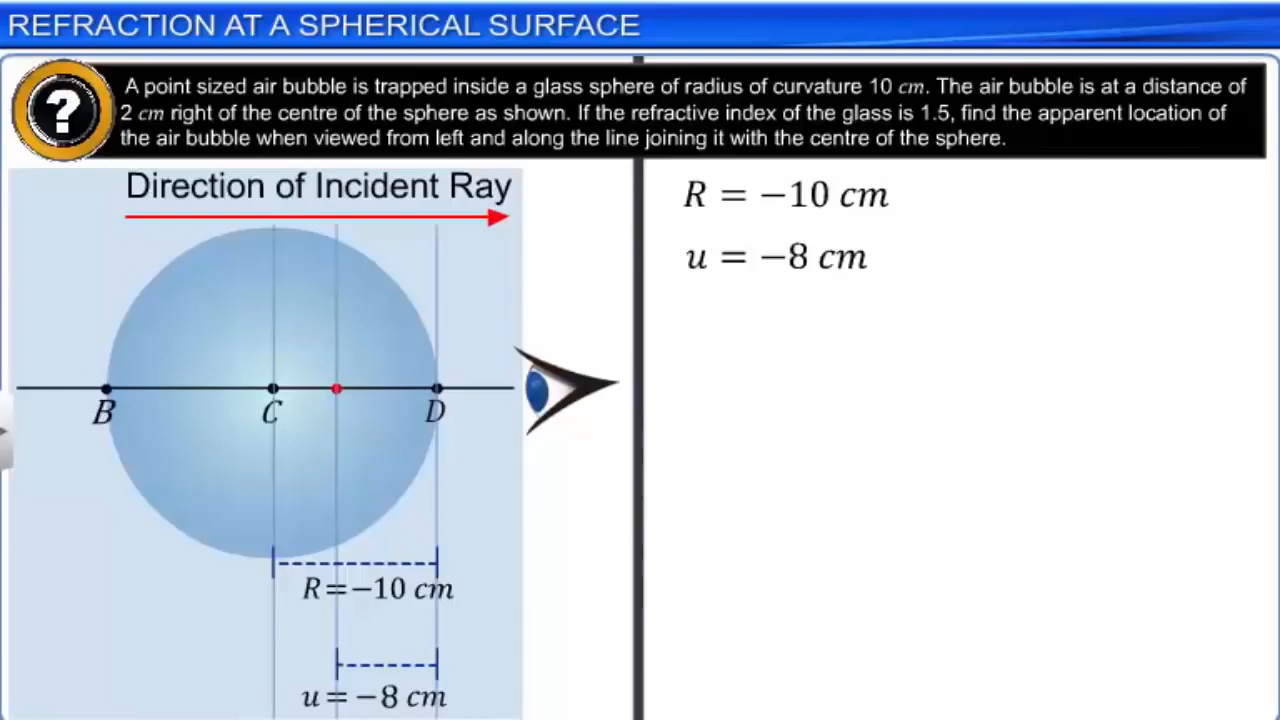 REFRACTION AT A SPHERICAL SURFACE
?
A point sized air bubble is trapped inside a glass sphere of radius of curvature 10 cm. The air bubble is at a distance of
2 cm right of the centre of the sphere as shown. If the refractive index of the glass is 1.5, find the apparent location of
the air bubble when viewed from left and along the line joining it with the centre of the sphere.
Direction of Incident Ray
B C D
R=−10 cm
u = −8 cm
R = −10 cm
u = −8 cm